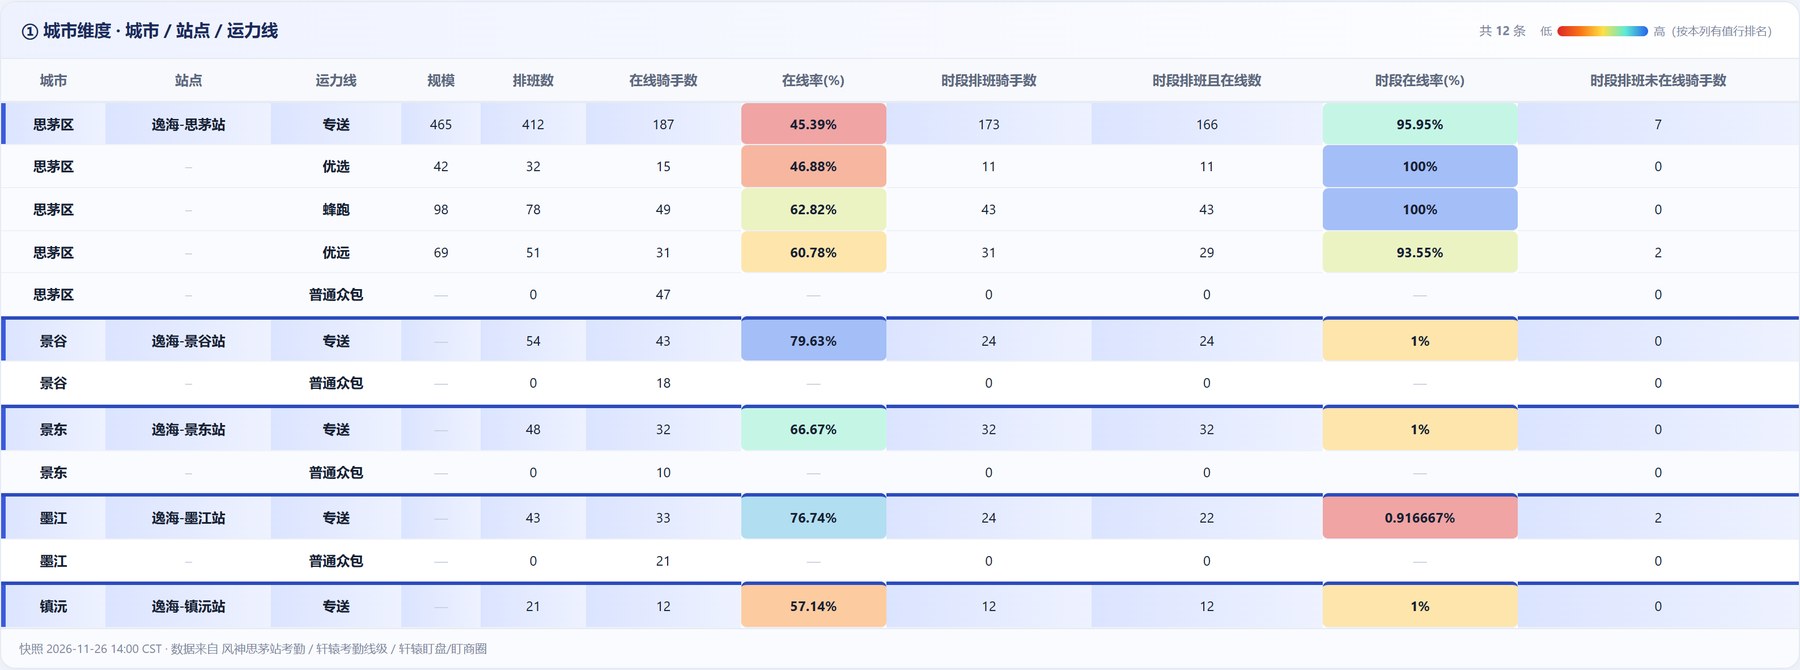 ① 城市维度 · 城市 / 站点 / 运力线
共 12 条 低 高 (按本列有值行排名)
城市 站点 运力线 规模 排班数 在线骑手数 在线率(%) 时段排班骑手数 时段排班且在线数 时段在线率(%) 时段排班未在线骑手数
思茅区 逸海-思茅站 专送 465 412 187 45.39% 173 166 95.95% 7
思茅区 – 优选 42 32 15 46.88% 11 11 100% 0
思茅区 – 蜂跑 98 78 49 62.82% 43 43 100% 0
思茅区 – 优远 69 51 31 60.78% 31 29 93.55% 2
思茅区 – 普通众包 — 0 47 — 0 0 — 0
景谷 逸海-景谷站 专送 — 54 43 79.63% 24 24 1% 0
景谷 – 普通众包 — 0 18 — 0 0 — 0
景东 逸海-景东站 专送 — 48 32 66.67% 32 32 1% 0
景东 – 普通众包 — 0 10 — 0 0 — 0
墨江 逸海-墨江站 专送 — 43 33 76.74% 24 22 0.916667% 2
墨江 – 普通众包 — 0 21 — 0 0 — 0
镇沅 逸海-镇沅站 专送 — 21 12 57.14% 12 12 1% 0
快照 2026-11-26 14:00 CST · 数据来自 风神思茅站考勤 / 轩辕考勤线级 / 轩辕盯盘/盯商圈